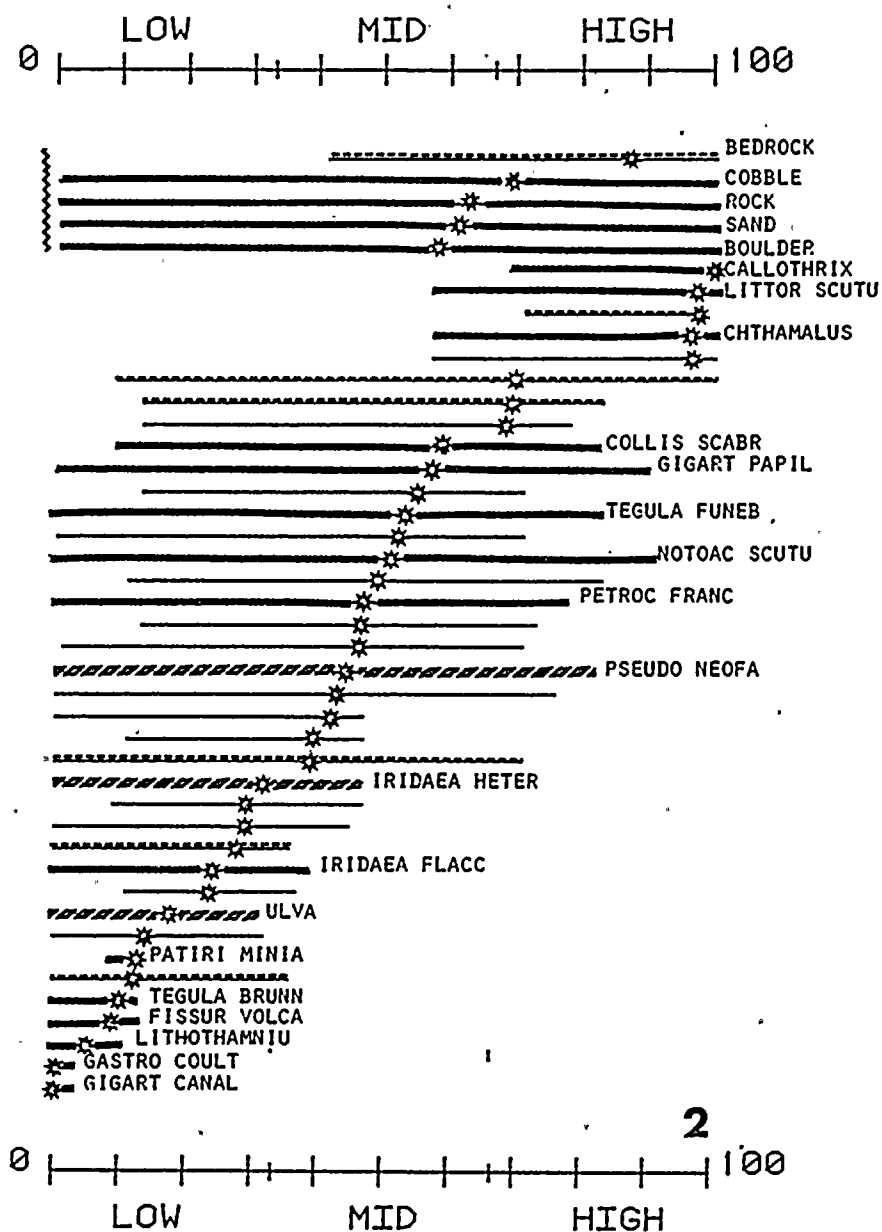 LOW MID HIGH
0 100
BEDROCK
COBBLE
ROCK
SAND
BOULDER
CALLOTHRIX
LITTOR SCUTU
CHTHAMALUS
COLLIS SCABR
GIGART PAPIL
TEGULA FUNEB
NOTOAC SCUTU
PETROC FRANC
PSEUDO NEOFA
IRIDAEA HETER
IRIDAEA FLACC
ULVA
PATIRI MINIA
TEGULA BRUNN
FISSUR VOLCA
LITHOTHAMNIU
GASTRO COULT
GIGART CANAL
2
0 100
LOW MID HIGH